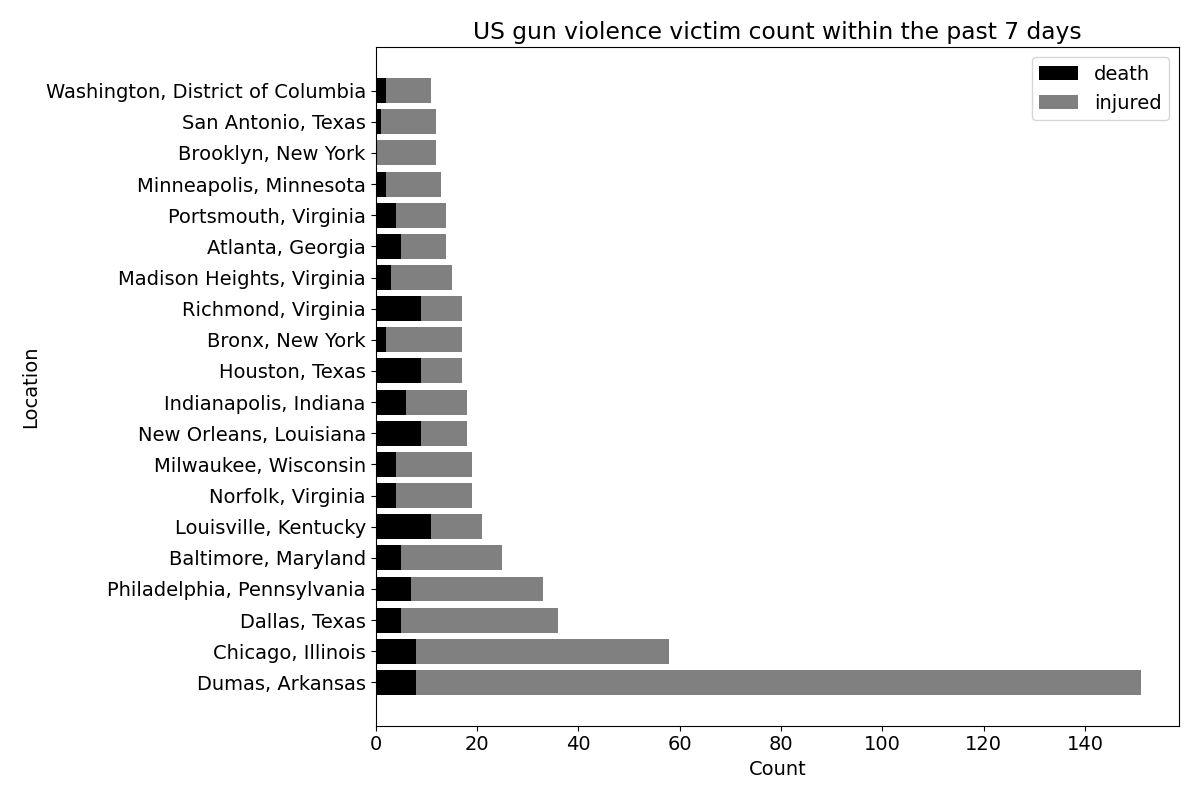 US gun violence victim count within the past 7 days
death
injured
Washington, District of Columbia
San Antonio, Texas
Brooklyn, New York
Minneapolis, Minnesota
Portsmouth, Virginia
Atlanta, Georgia
Madison Heights, Virginia
Richmond, Virginia
Bronx, New York
Houston, Texas
Indianapolis, Indiana
New Orleans, Louisiana
Milwaukee, Wisconsin
Norfolk, Virginia
Louisville, Kentucky
Baltimore, Maryland
Philadelphia, Pennsylvania
Dallas, Texas
Chicago, Illinois
Dumas, Arkansas
Location
0 20 40 60 80 100 120 140
Count